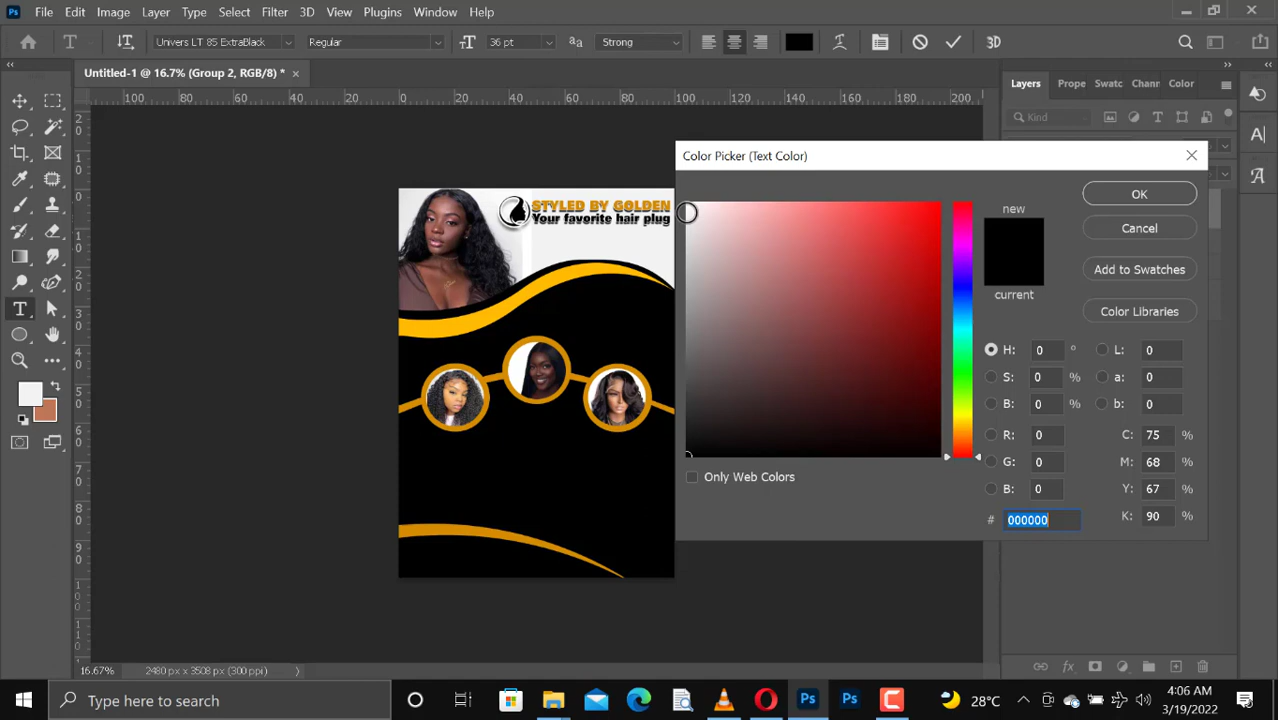 Ps File Edit Image Layer Type Select Filter 3D View Plugins Window Help
T Univers LT 85 ExtraBlack Regular 36 pt Strong 3D
Untitled-1 @ 16.7% (Group 2, RGB/8) *
Layers Prope Swatc Chann Color
100 80 60 40 20 0 20 40 60 80 100 120 140 160 180 200
Kind
Color Picker (Text Color)
OK
new
Cancel
Add to Swatches
current
Color Libraries
STYLED BY GOLDEN
Your favorite hair plug
H: 0 ° L: 0
S: 0 % a: 0
B: 0 % b: 0
R: 0 C: 75 %
G: 0 M: 68 %
B: 0 Y: 67 %
# 000000 K: 90 %
Only Web Colors
16.67% 2480 px x 3508 px (300 ppi)
Type here to search
28°C
4:06 AM
3/19/2022